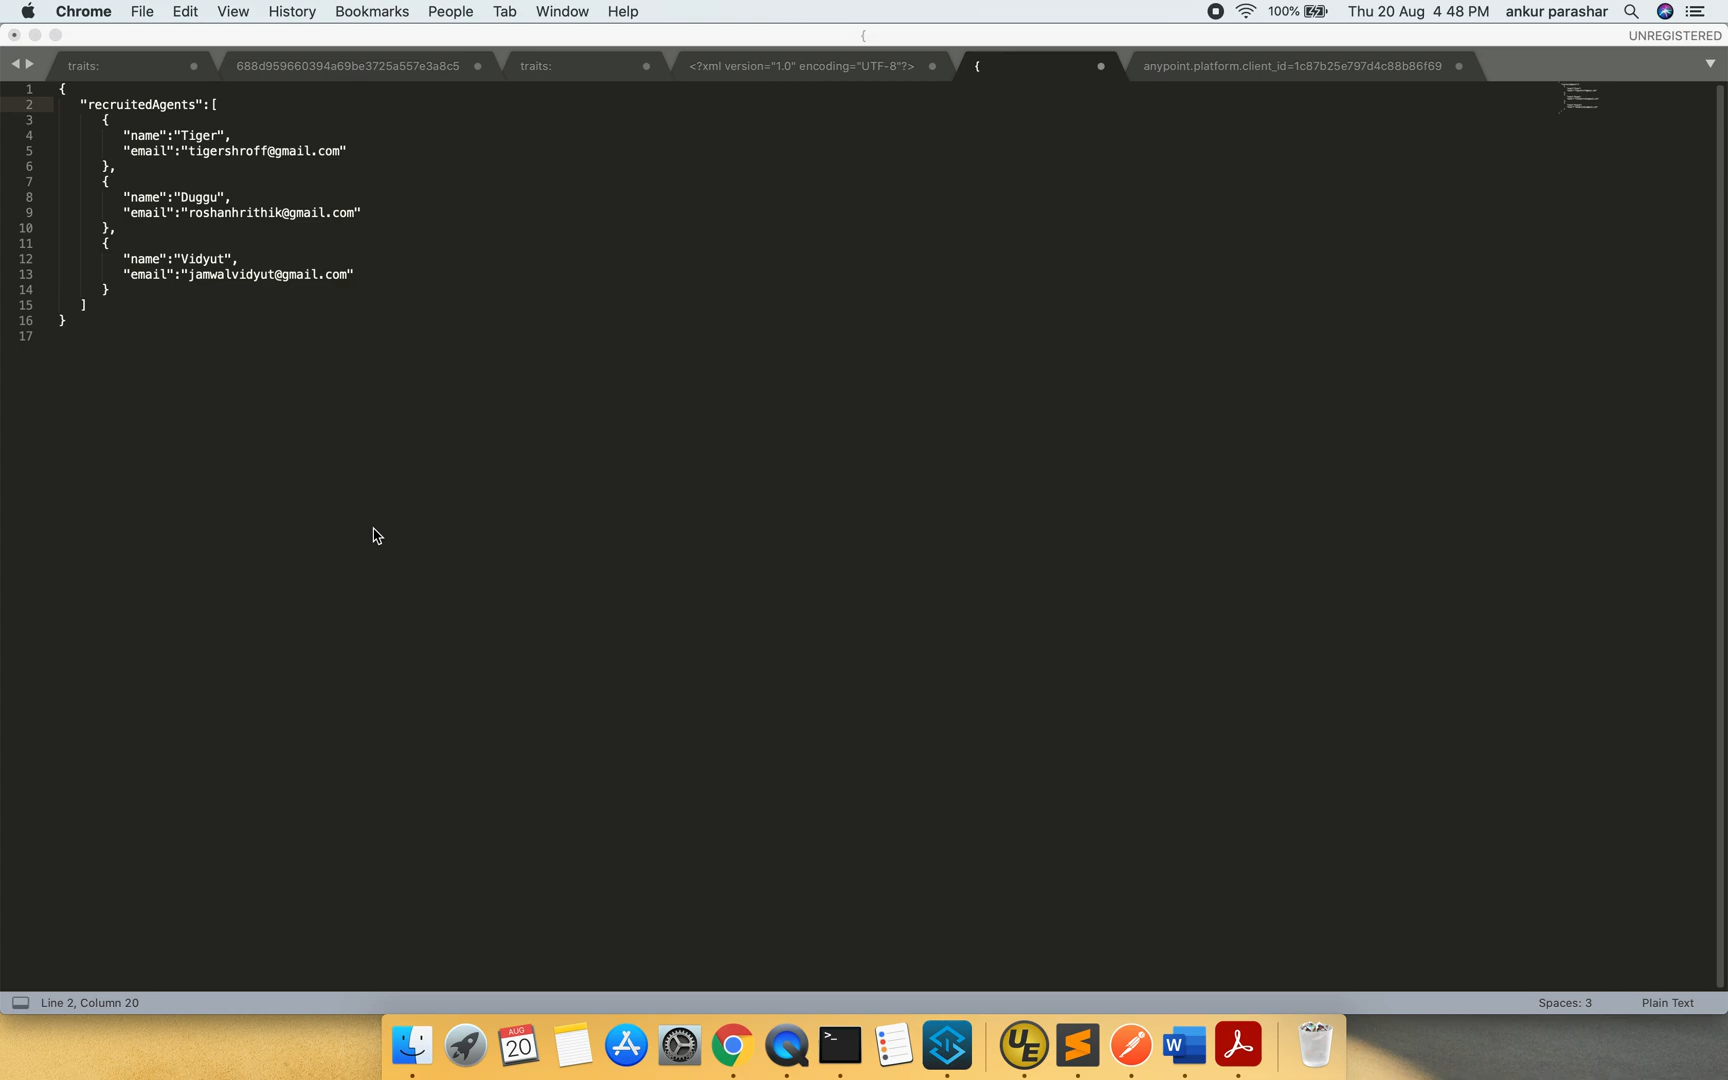 Chrome File Edit View History Bookmarks People Tab Window Help 100% Thu 20 Aug 4 48 PM ankur parashar
{ UNREGISTERED
traits: 688d959660394a69be3725a557e3a8c5 traits: <?xml version="1.0" encoding="UTF-8"?> { anypoint.platform.client_id=1c87b25e797d4c88b86f69
1 {
2 "recruitedAgents":[
3 {
4 "name":"Tiger",
5 "email":"tigershroff@gmail.com"
6 },
7 {
8 "name":"Duggu",
9 "email":"roshanhrithik@gmail.com"
10 },
11 {
12 "name":"Vidyut",
13 "email":"jamwalvidyut@gmail.com"
14 }
15 ]
16 }
17
Line 2, Column 20 Spaces: 3 Plain Text
AUG
20
>_
UE
W